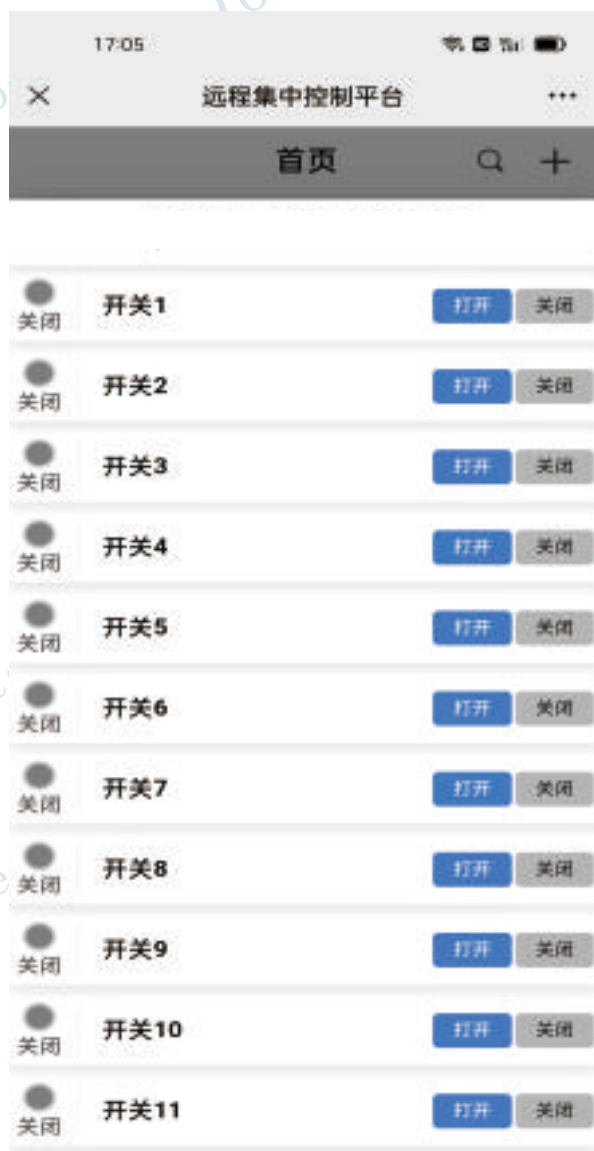 17:05
远程集中控制平台
首页
关闭 开关1 打开 关闭
关闭 开关2 打开 关闭
关闭 开关3 打开 关闭
关闭 开关4 打开 关闭
关闭 开关5 打开 关闭
关闭 开关6 打开 关闭
关闭 开关7 打开 关闭
关闭 开关8 打开 关闭
关闭 开关9 打开 关闭
关闭 开关10 打开 关闭
关闭 开关11 打开 关闭